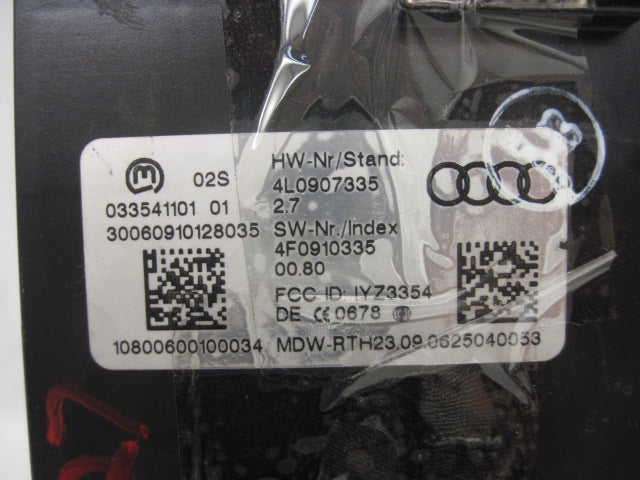 HW-Nr/Stand:
02S
4L0907335
033541101 01
2.7
30060910128035
SW-Nr./Index
4F0910335
00.80
FCC ID: IYZ3354
DE CE 0678
10800600100034 MDW-RTH23.09.0625040053